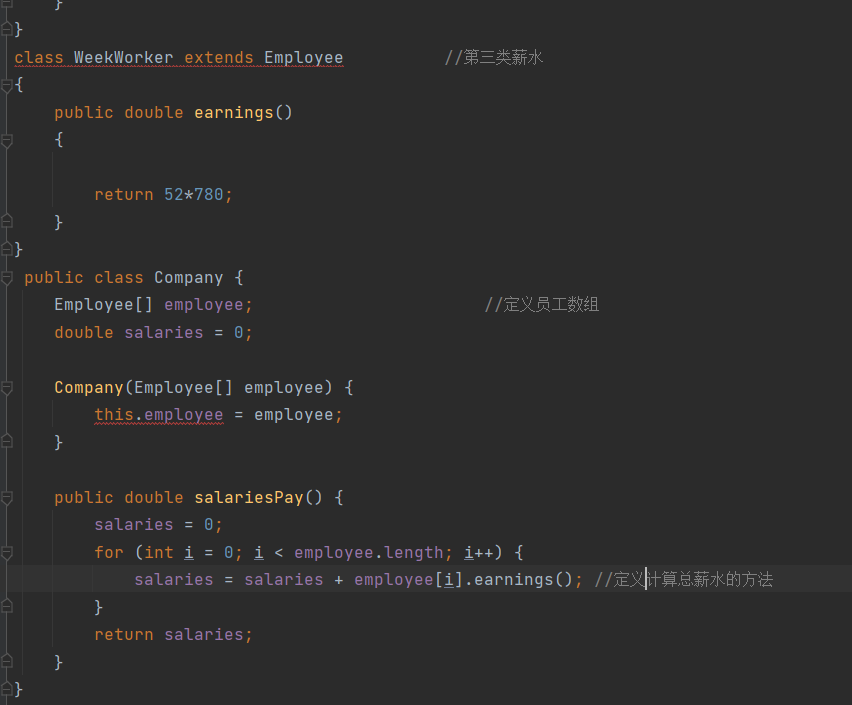 }
}
class WeekWorker extends Employee //第三类薪水
{
public double earnings()
{
return 52*780;
}
}
public class Company {
Employee[] employee; //定义员工数组
double salaries = 0;
Company(Employee[] employee) {
this.employee = employee;
}
public double salariesPay() {
salaries = 0;
for (int i = 0; i < employee.length; i++) {
salaries = salaries + employee[i].earnings(); //定义计算总薪水的方法
}
return salaries;
}
}